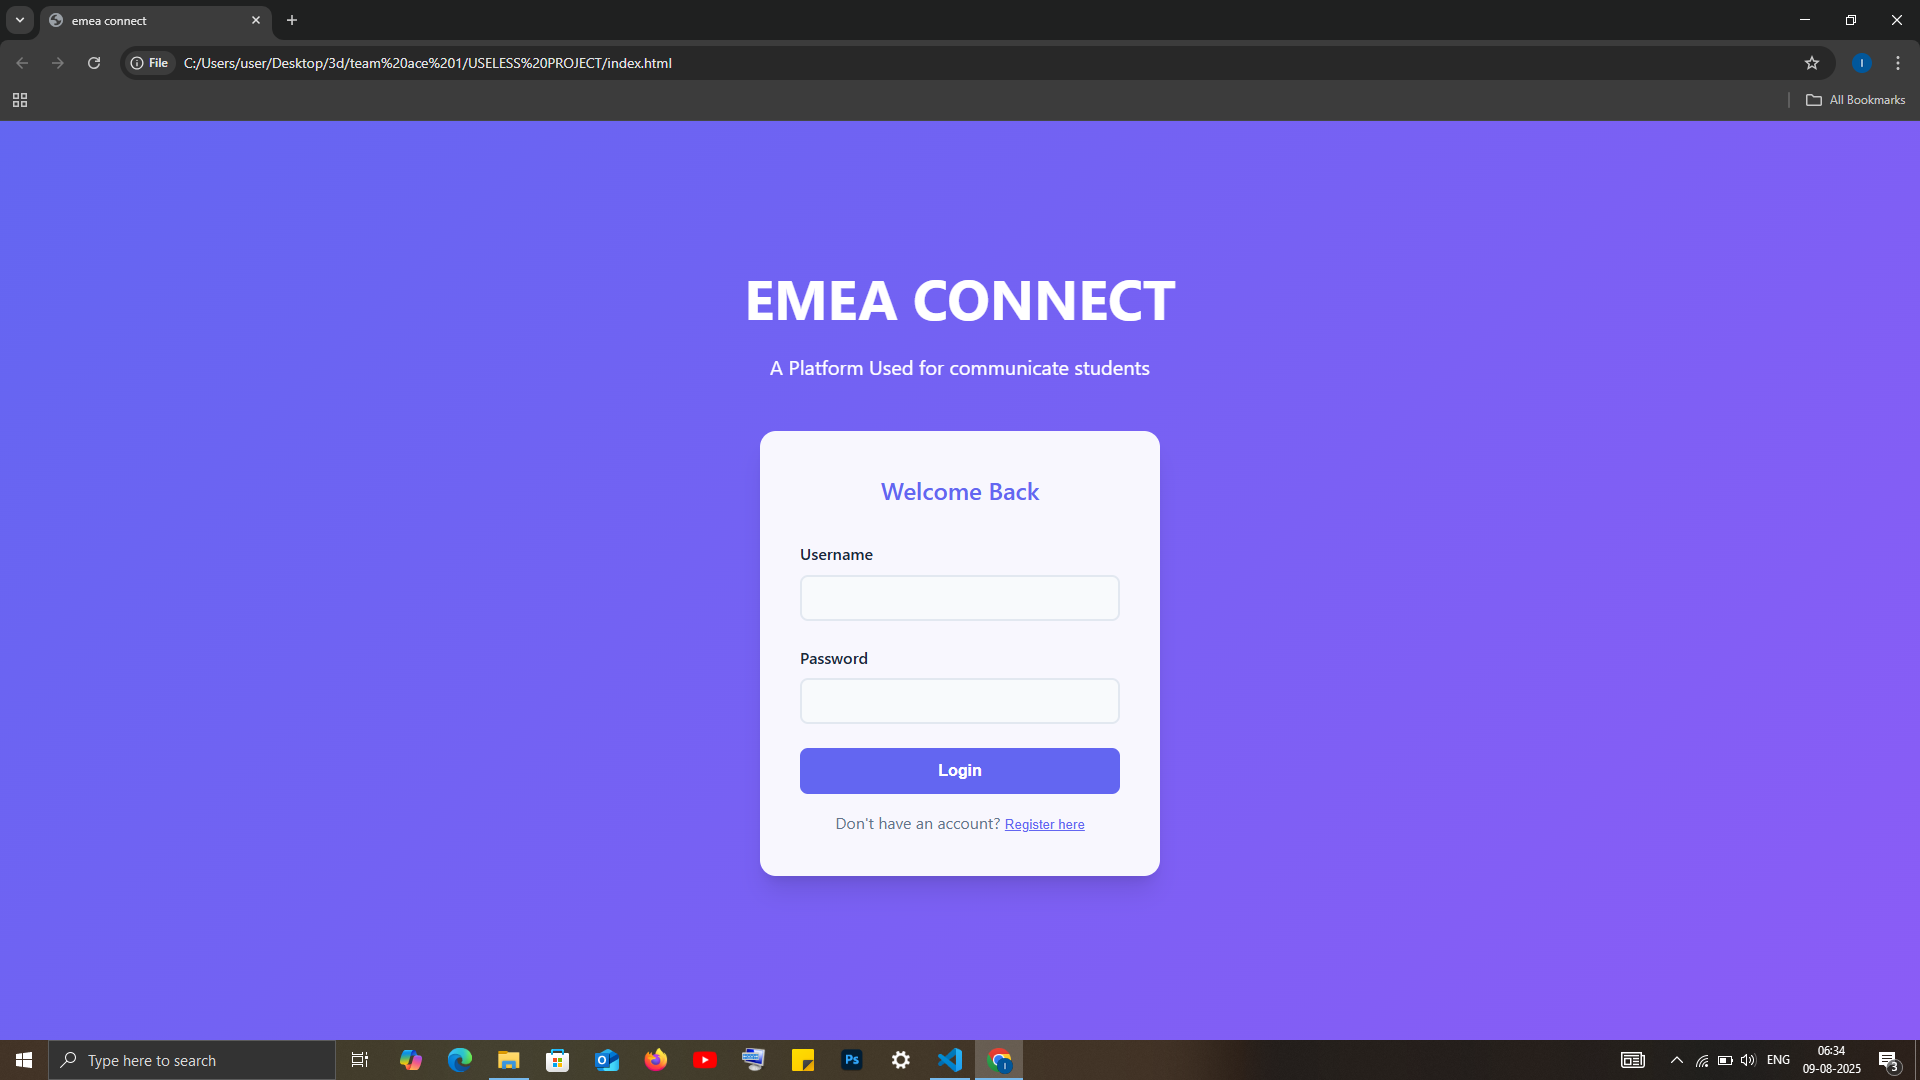 emea connect
File
C:/Users/user/Desktop/3d/team%20ace%201/USELESS%20PROJECT/index.html
I
All Bookmarks
EMEA CONNECT
A Platform Used for communicate students
Welcome Back
Username
Password
Login
Don't have an account? Register here
Type here to search
Ps
I
ENG
06:34
09-08-2025
3